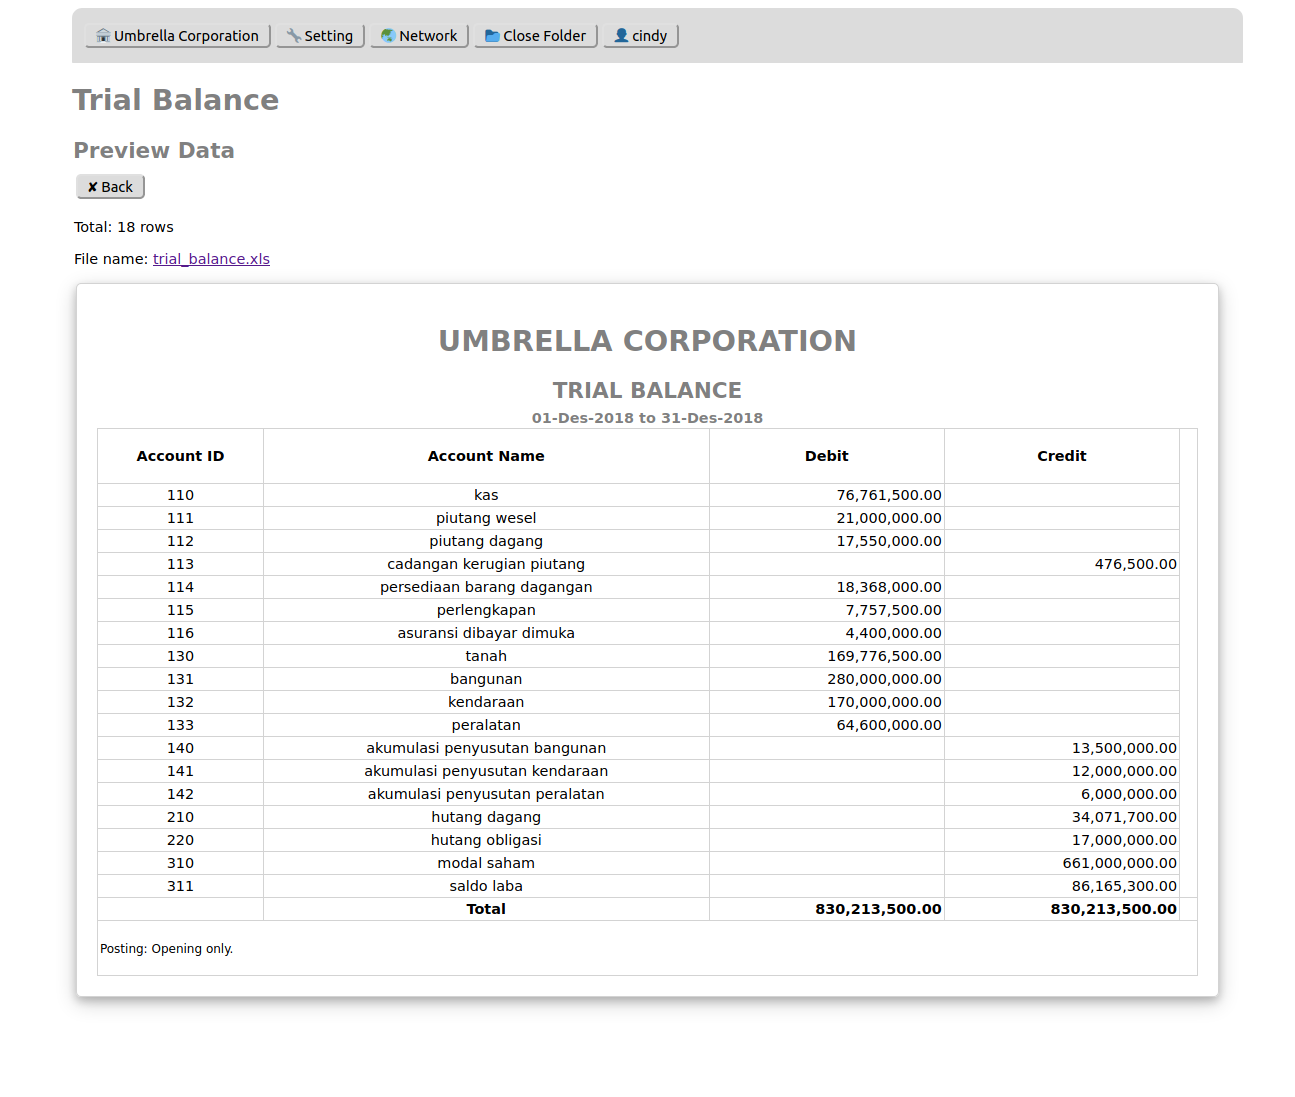 Umbrella Corporation Setting Network Close Folder cindy
Trial Balance
Preview Data
✘ Back
Total: 18 rows
File name: trial_balance.xls
UMBRELLA CORPORATION
TRIAL BALANCE
01-Des-2018 to 31-Des-2018
Account ID Account Name Debit Credit
110 kas 76,761,500.00
111 piutang wesel 21,000,000.00
112 piutang dagang 17,550,000.00
113 cadangan kerugian piutang 476,500.00
114 persediaan barang dagangan 18,368,000.00
115 perlengkapan 7,757,500.00
116 asuransi dibayar dimuka 4,400,000.00
130 tanah 169,776,500.00
131 bangunan 280,000,000.00
132 kendaraan 170,000,000.00
133 peralatan 64,600,000.00
140 akumulasi penyusutan bangunan 13,500,000.00
141 akumulasi penyusutan kendaraan 12,000,000.00
142 akumulasi penyusutan peralatan 6,000,000.00
210 hutang dagang 34,071,700.00
220 hutang obligasi 17,000,000.00
310 modal saham 661,000,000.00
311 saldo laba 86,165,300.00
Total 830,213,500.00 830,213,500.00
Posting: Opening only.